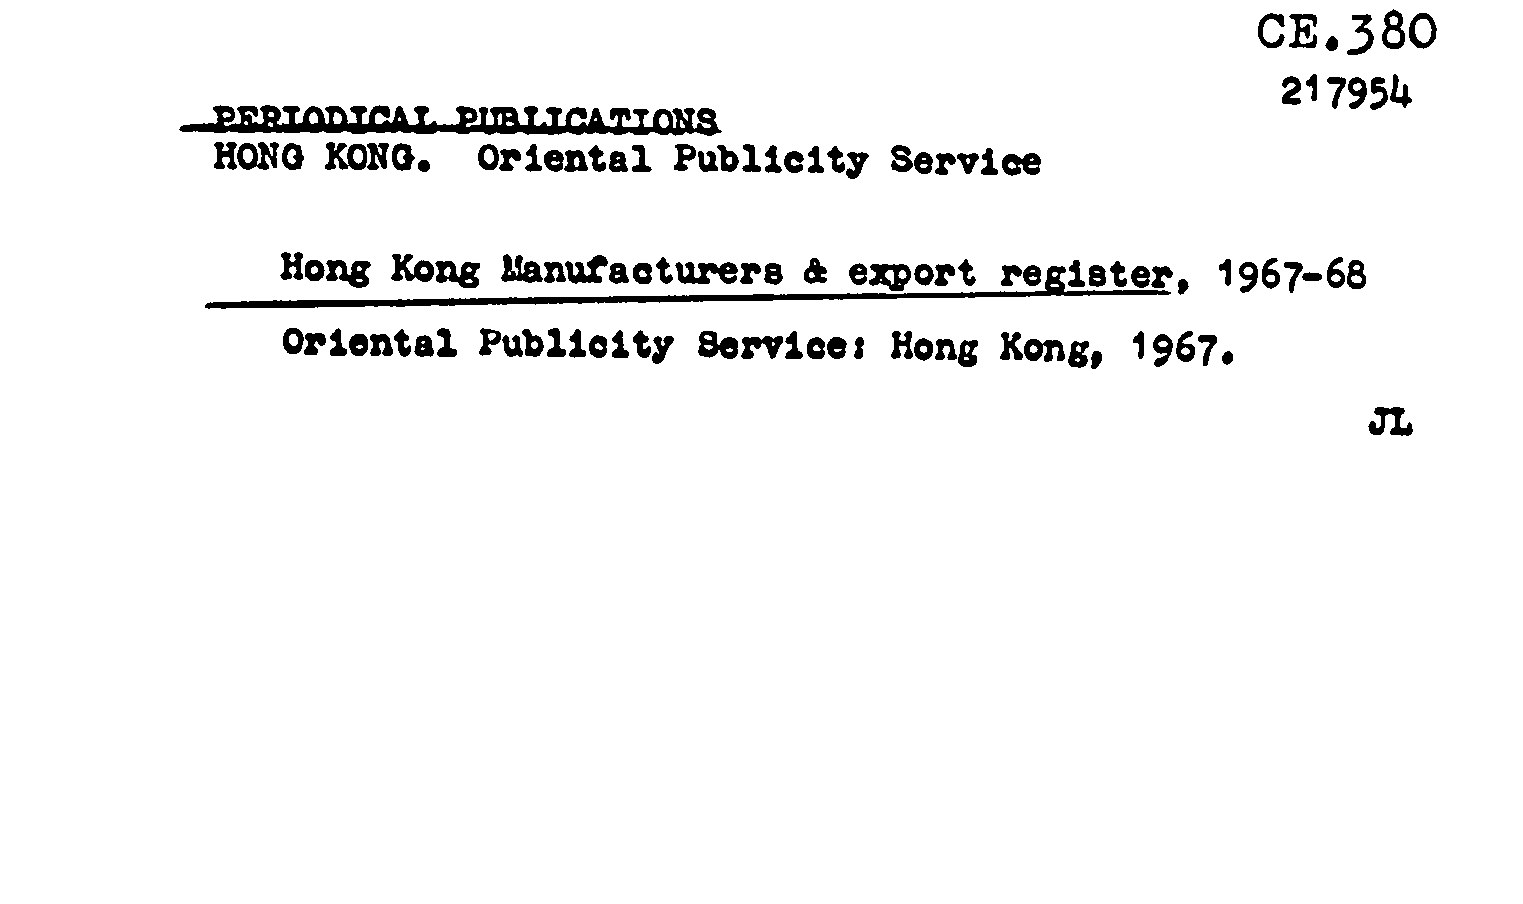 CE.380
217954
PERIODICAL PUBLICATIONS
HONG KONG. Oriental Publicity Service
Hong Kong Manufacturers & export register, 1967-68
Oriental Publicity Service: Hong Kong, 1967.
JL